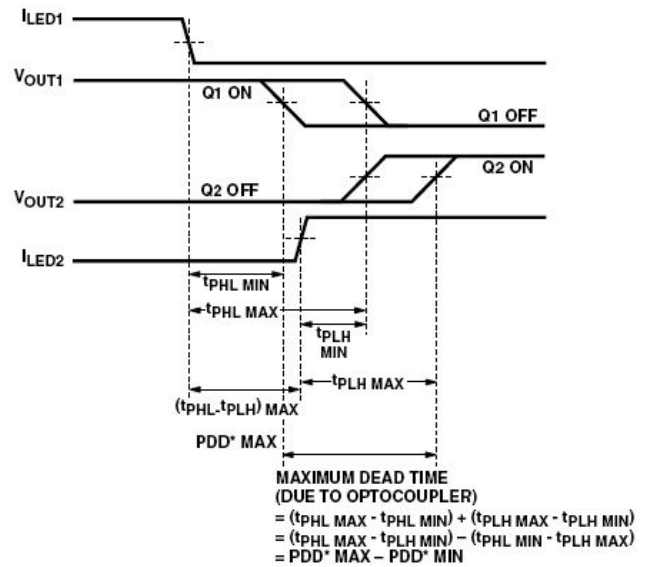 ILED1
VOUT1
Q1 ON
Q1 OFF
Q2 ON
Q2 OFF
VOUT2
ILED2
tPHL MIN
tPHL MAX
tPLH
MIN
tPLH MAX
(tPHL-tPLH) MAX
PDD* MAX
MAXIMUM DEAD TIME
(DUE TO OPTOCOUPLER)
= (tPHL MAX - tPHL MIN) + (tPLH MAX - tPLH MIN)
= (tPHL MAX - tPLH MIN) – (tPHL MIN - tPLH MAX)
= PDD* MAX – PDD* MIN